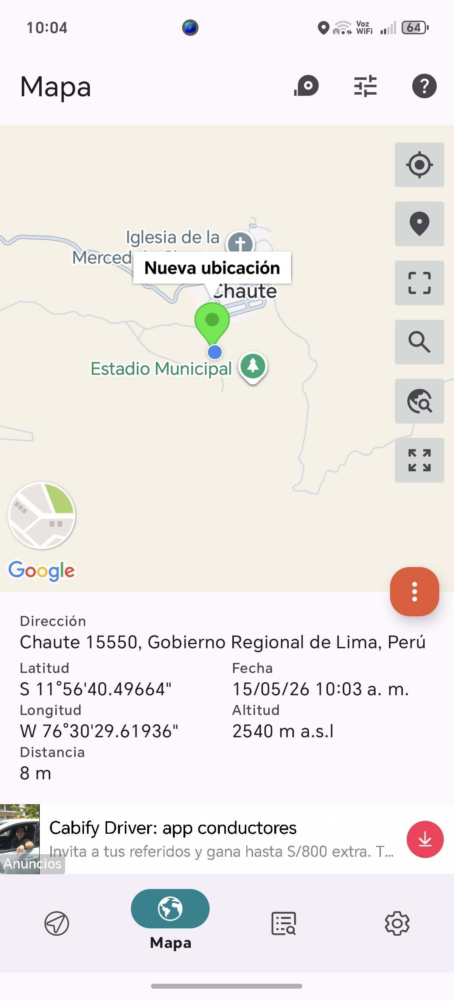 10:04
Voz
WiFi
64
Mapa
Iglesia de la
Merced
Nueva ubicación
Chaute
Estadio Municipal
Google
Dirección
Chaute 15550, Gobierno Regional de Lima, Perú
Latitud
Fecha
S 11°56'40.49664"
15/05/26 10:03 a. m.
Longitud
Altitud
W 76°30'29.61936"
2540 m a.s.l
Distancia
8 m
Cabify Driver: app conductores
Invita a tus referidos y gana hasta S/800 extra. T...
Anuncios
Mapa